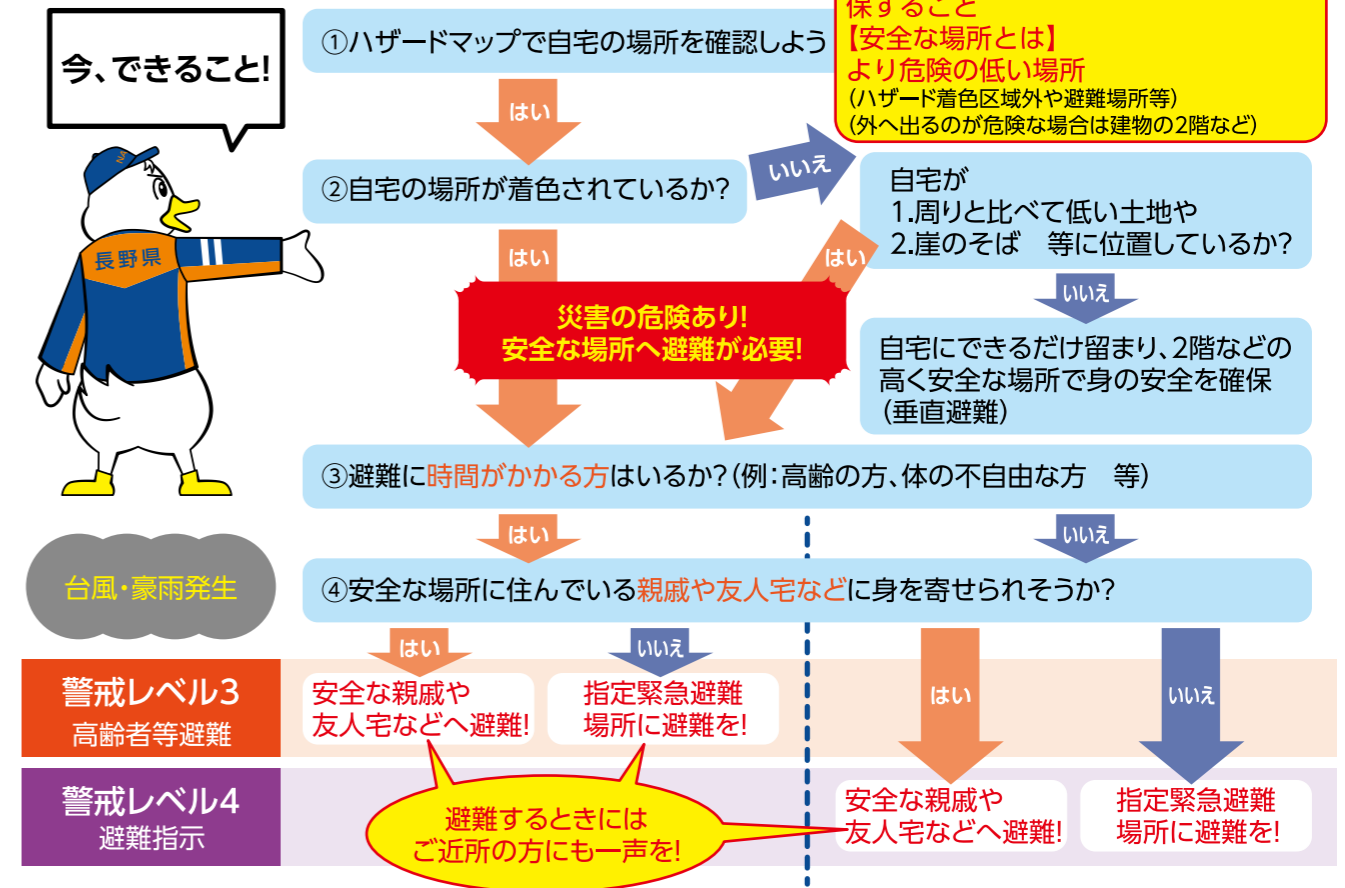 保すること
【安全な場所とは】
より危険の低い場所
(ハザード着色区域外や避難場所等)
(外へ出るのが危険な場合は建物の2階など)
今、できること!
①ハザードマップで自宅の場所を確認しよう
はい
NA
長野県
②自宅の場所が着色されているか?
いいえ
自宅が
1.周りと比べて低い土地や
2.崖のそば 等に位置しているか?
はい
はい
いいえ
災害の危険あり!
安全な場所へ避難が必要!
自宅にできるだけ留まり、2階などの
高く安全な場所で身の安全を確保
(垂直避難)
③避難に時間がかかる方はいるか?(例:高齢の方、体の不自由な方 等)
はい
いいえ
台風・豪雨発生
④安全な場所に住んでいる親戚や友人宅などに身を寄せられそうか?
はい
いいえ
はい
いいえ
警戒レベル3
高齢者等避難
安全な親戚や
友人宅などへ避難!
指定緊急避難
場所に避難を!
警戒レベル4
避難指示
避難するときには
ご近所の方にも一声を!
安全な親戚や
友人宅などへ避難!
指定緊急避難
場所に避難を!